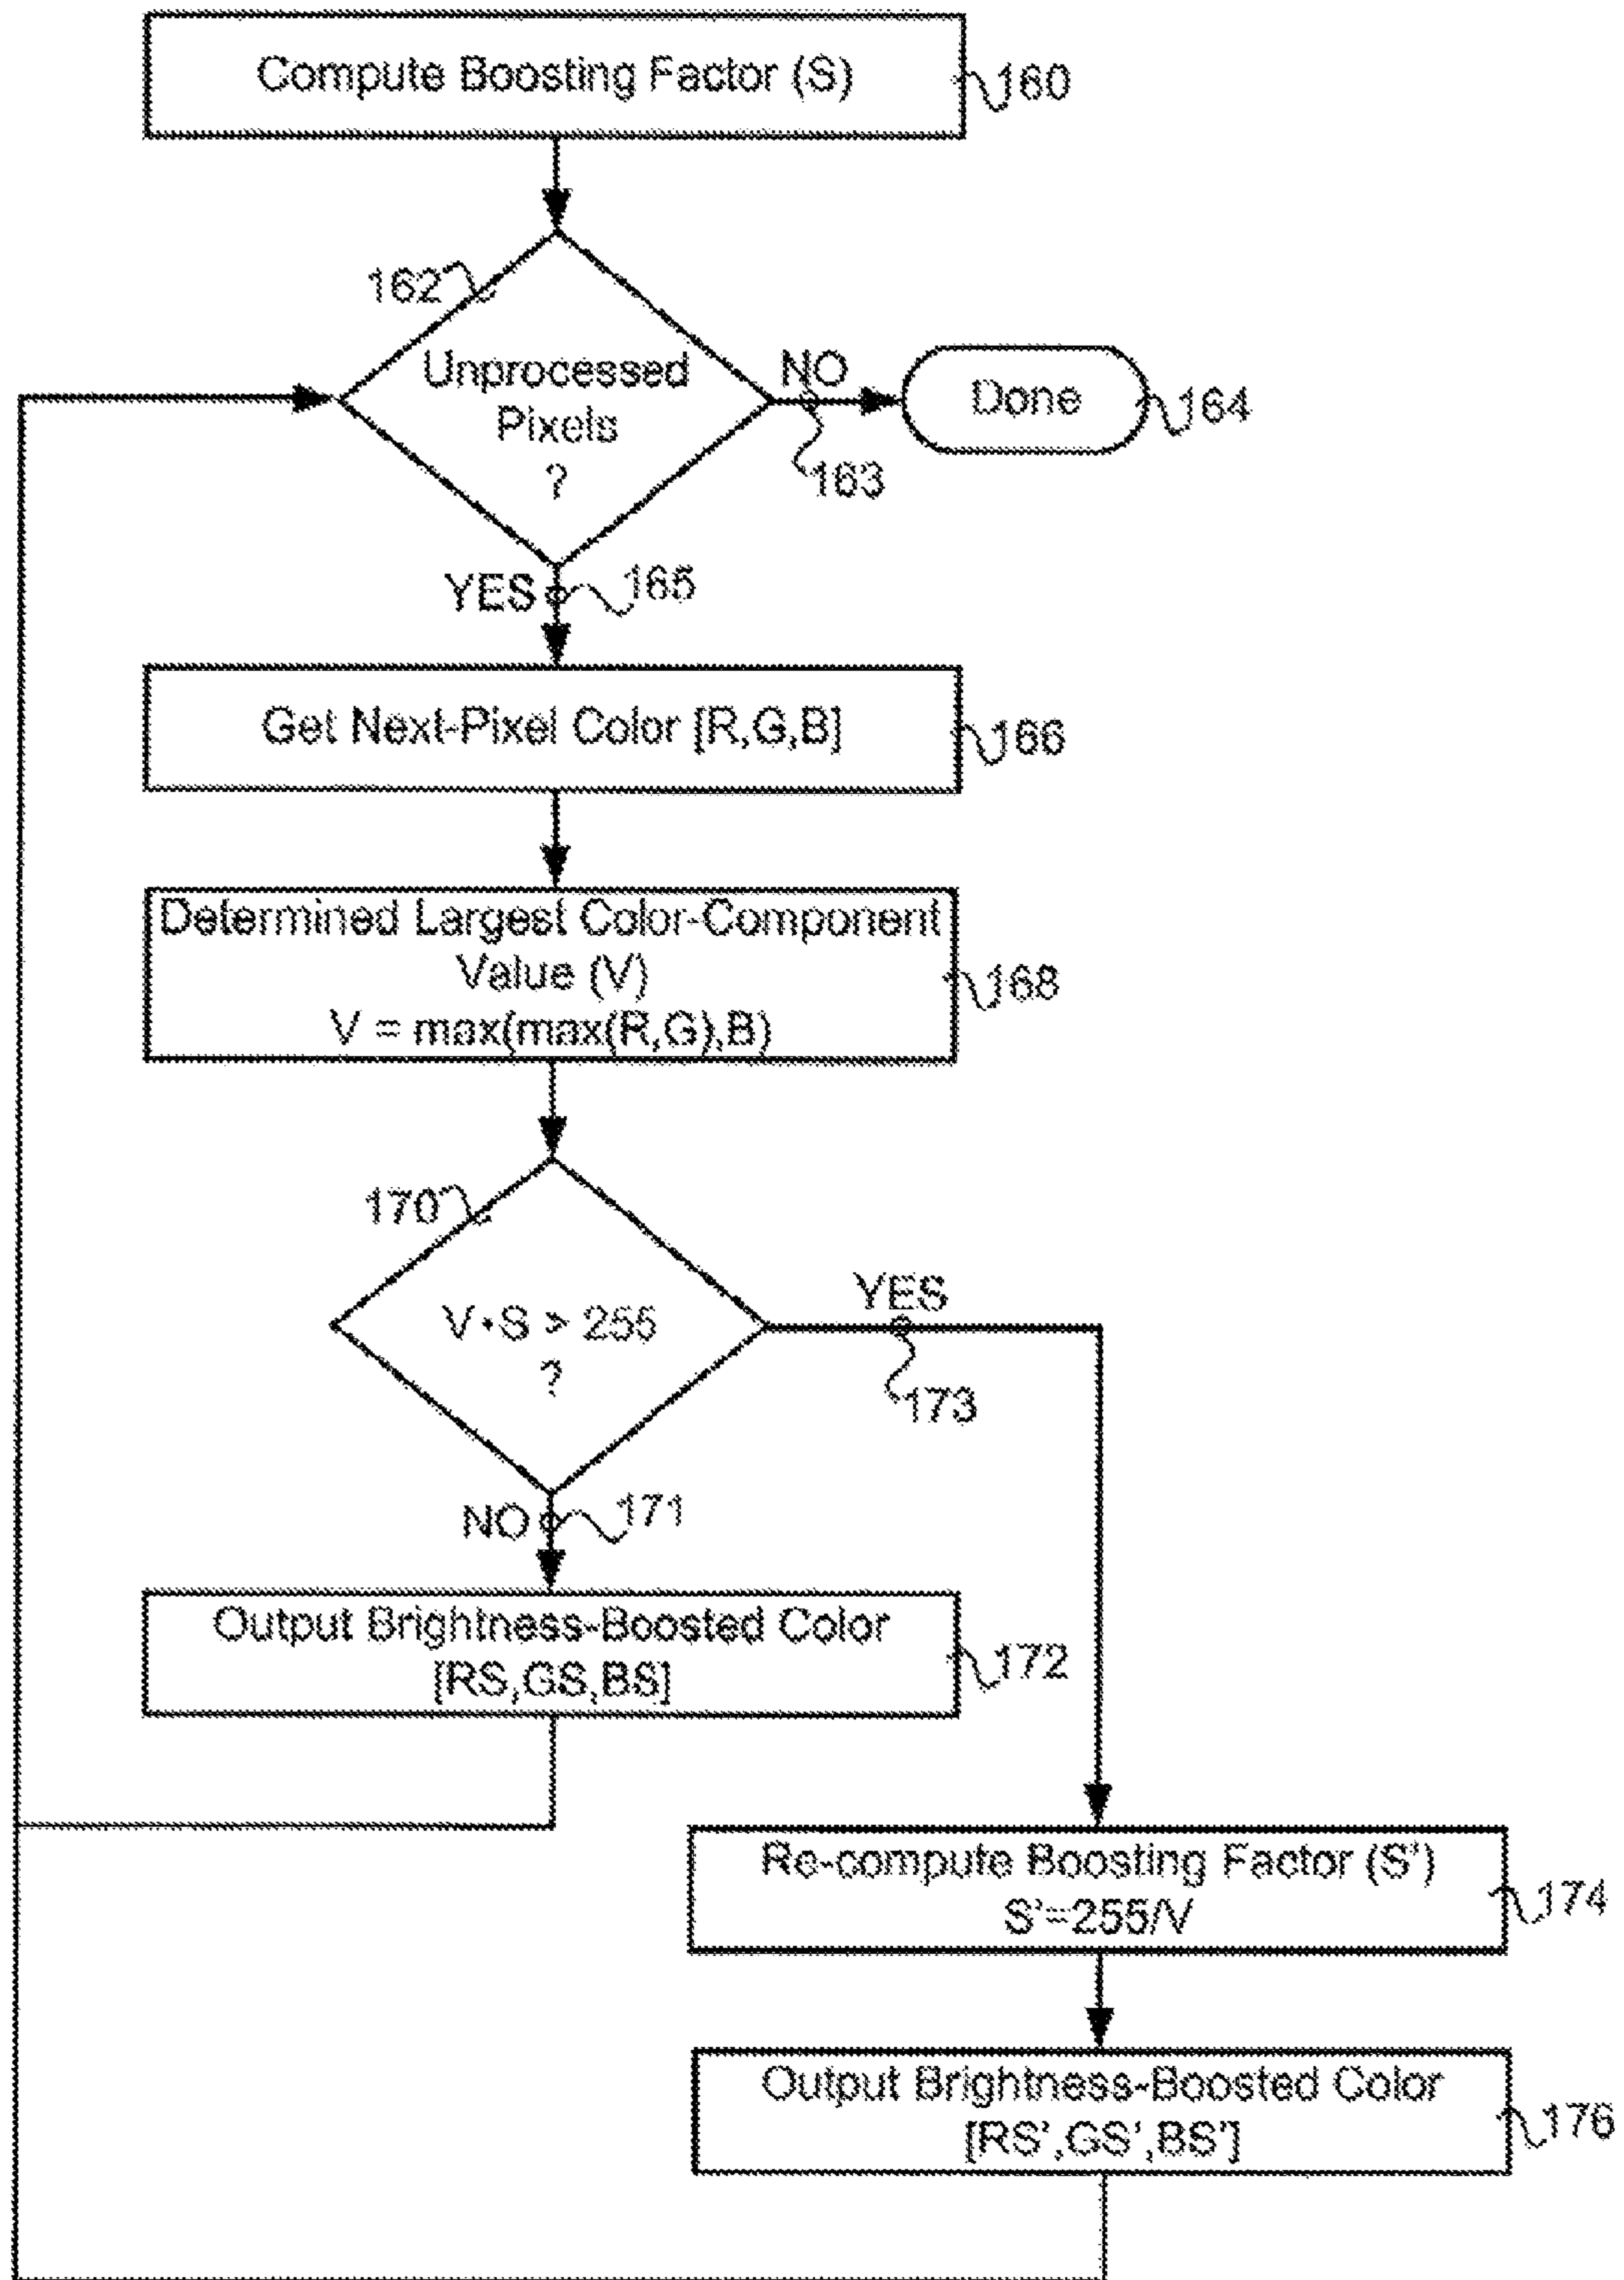 Compute Boosting Factor (S)
160
162
Unprocessed
Pixels
?
NO
163
Done
164
YES
165
Get Next-Pixel Color [R,G,B]
166
Determined Largest Color-Component
Value (V)
V = max(max(R,G),B)
168
170
V•S > 255
?
YES
173
NO
171
Output Brightness-Boosted Color
[RS,GS,BS]
172
Re-compute Boosting Factor (S')
S'=255/V
174
Output Brightness-Boosted Color
[RS',GS',BS']
176